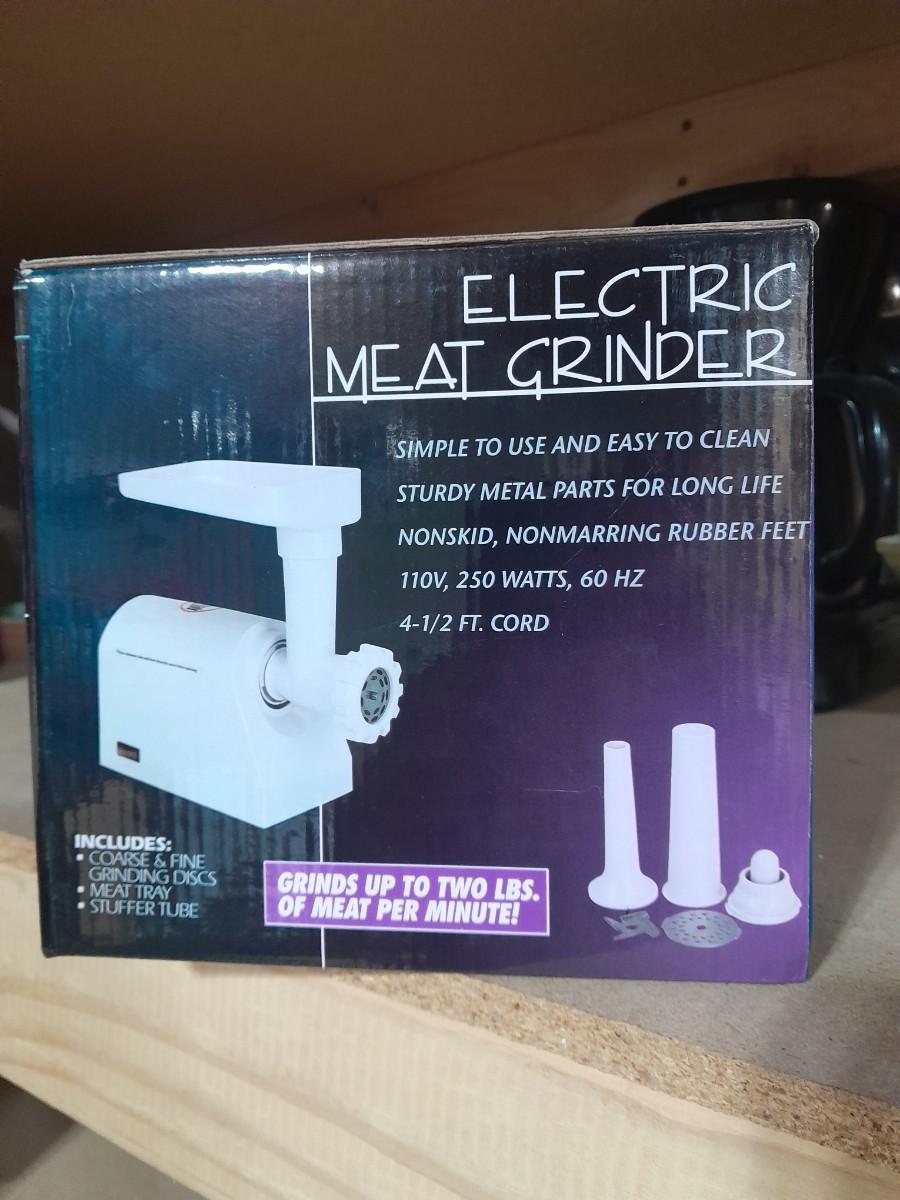 ELECTRIC
MEAT GRINDER
SIMPLE TO USE AND EASY TO CLEAN
STURDY METAL PARTS FOR LONG LIFE
NONSKID, NONMARRING RUBBER FEET
110V, 250 WATTS, 60 HZ
4-1/2 FT. CORD
INCLUDES:
• COARSE & FINE
GRINDING DISCS
• MEAT TRAY
• STUFFER TUBE
GRINDS UP TO TWO LBS.
OF MEAT PER MINUTE!